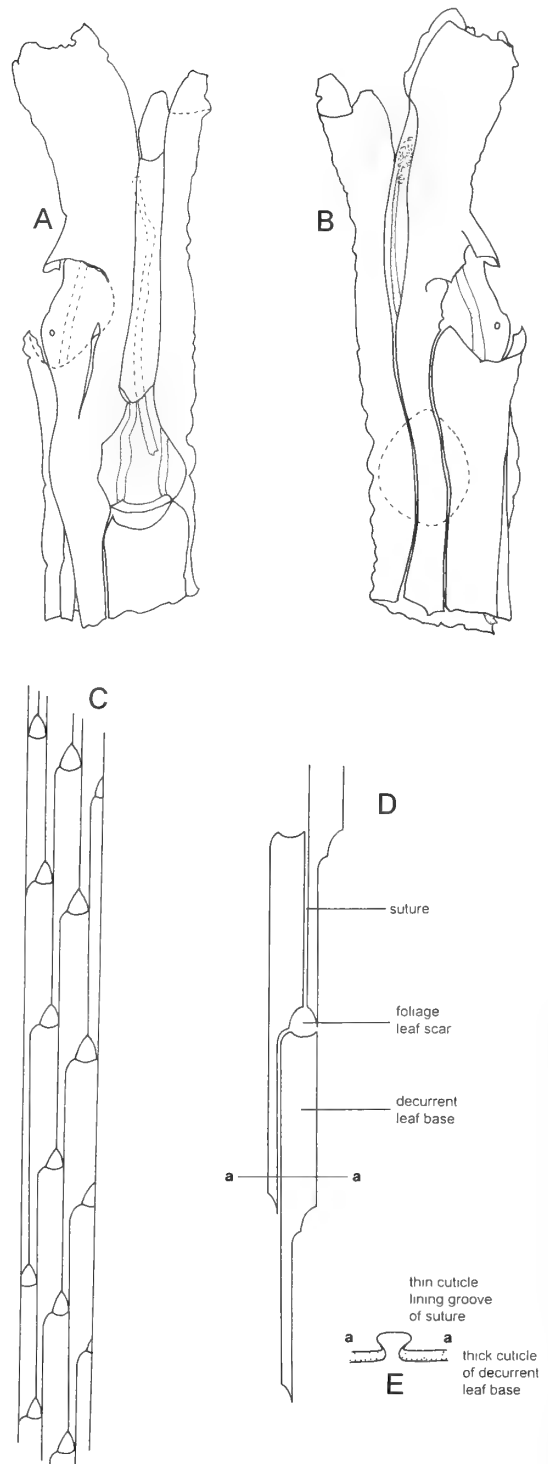 A
B
C
D
suture
foliage
leaf scar
decurrent
leaf base
a a
thin cuticle
lining groove
of suture
a a
thick cuticle
of decurrent
leaf base
E